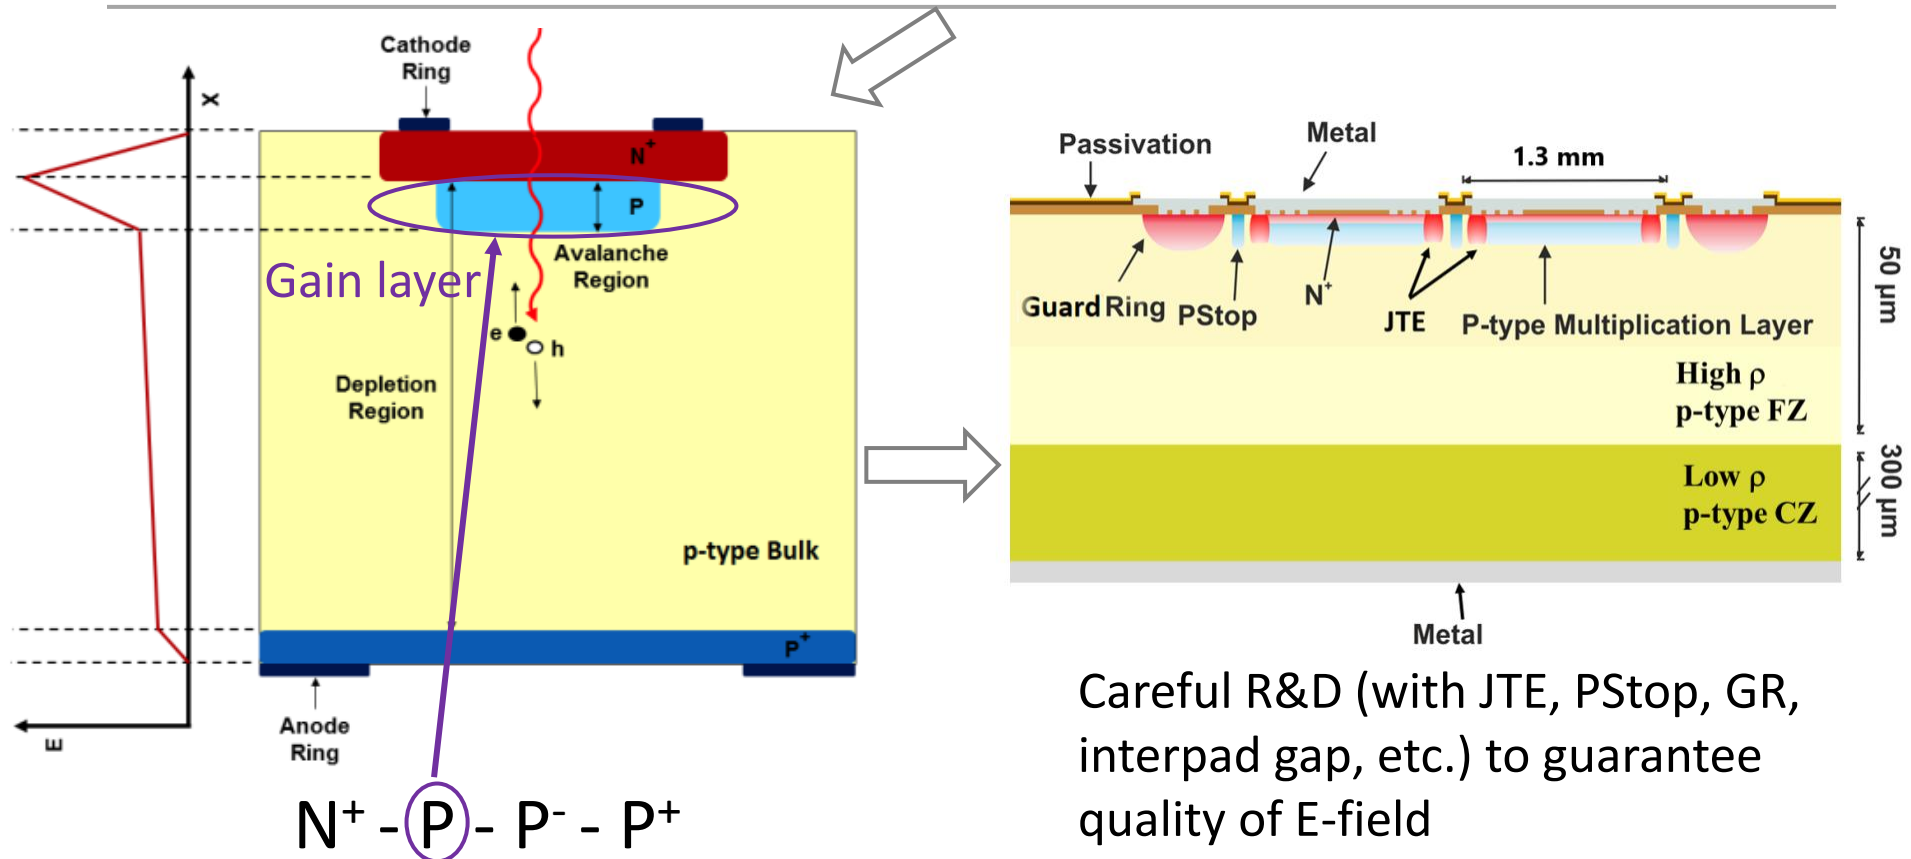 Cathode
Ring
X
N+
P
Gain layer
Avalanche
Region
e
h
Depletion
Region
p-type Bulk
P+
E
Anode
Ring
N+ - P - P- - P+
Passivation
Metal
1.3 mm
Guard Ring
PStop
N+
JTE
P-type Multiplication Layer
50 μm
High ρ
p-type FZ
Low ρ
p-type CZ
300 μm
Metal
Careful R&D (with JTE, PStop, GR,
interpad gap, etc.) to guarantee
quality of E-field